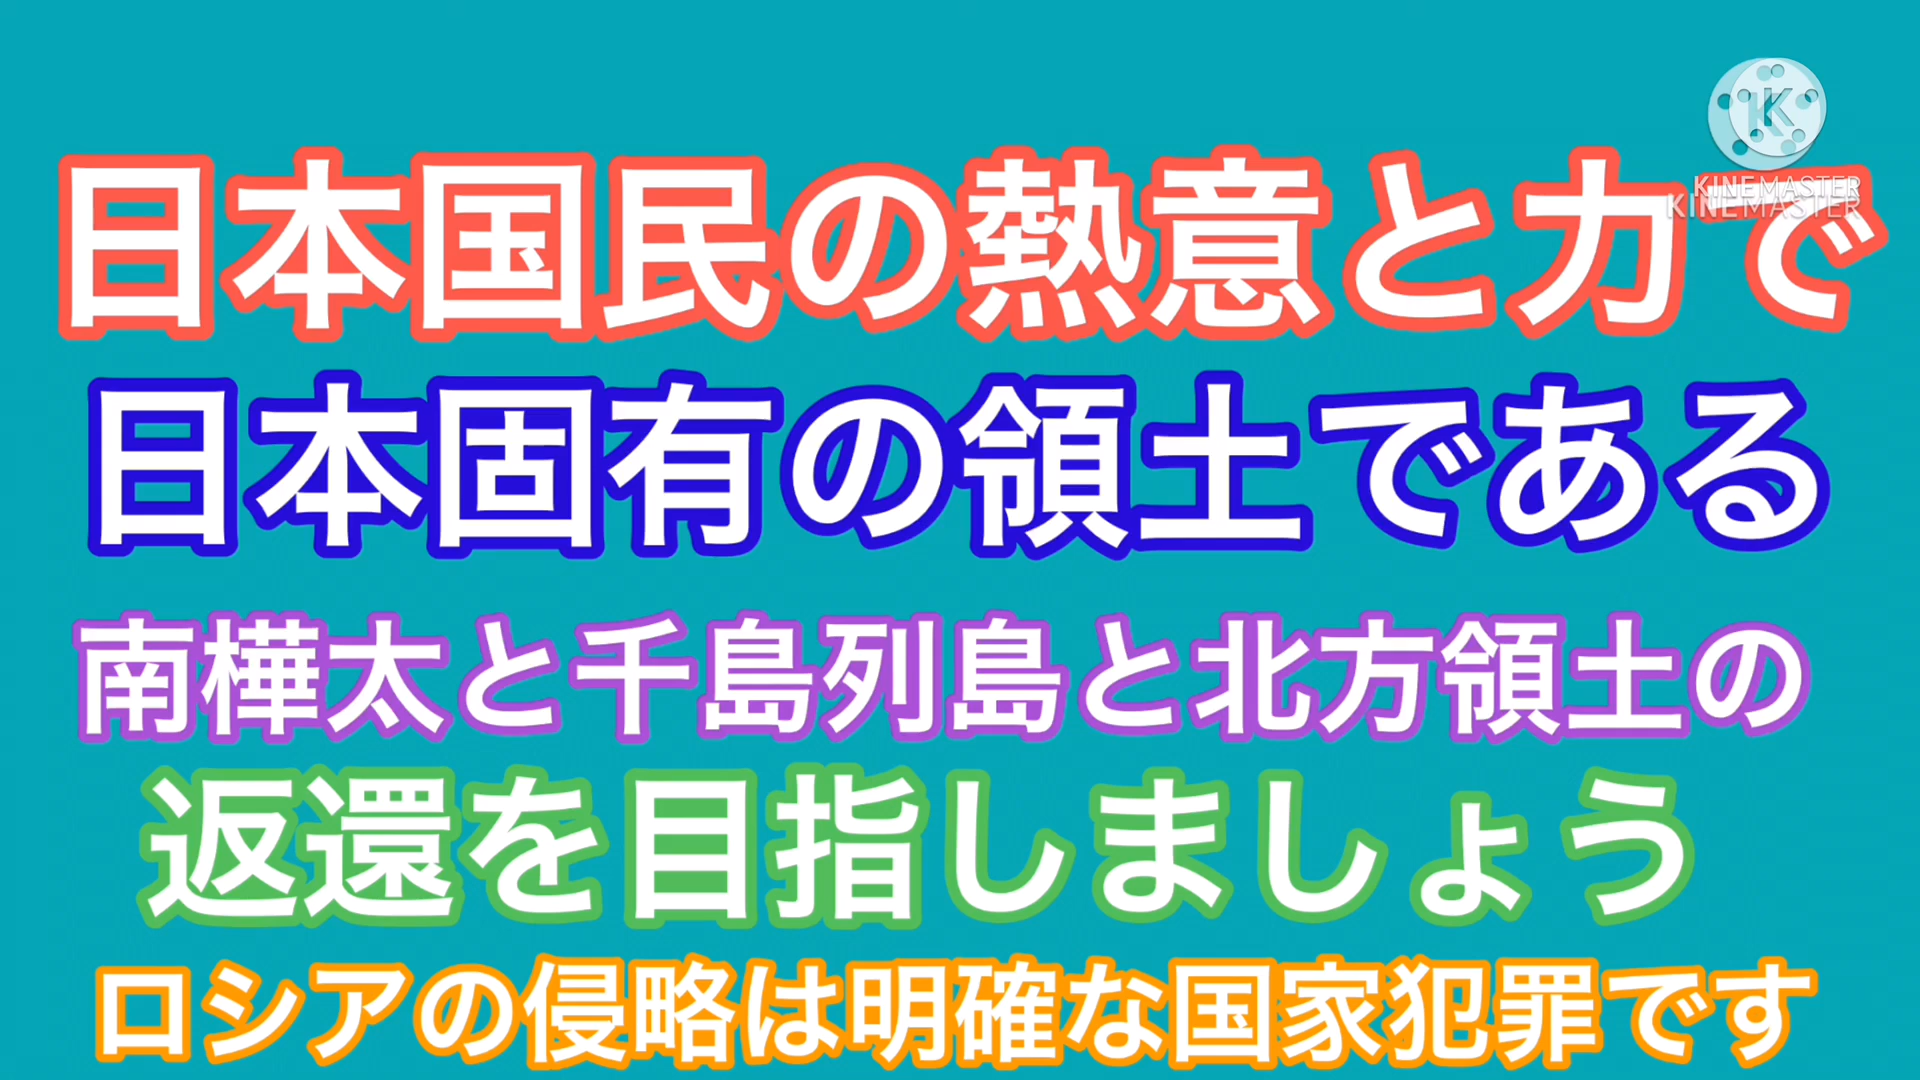 日本国民の熱意と力で
日本固有の領土である
南樺太と千島列島と北方領土の
返還を目指しましょう
ロシアの侵略は明確な国家犯罪です
KINEMASTER
KINEMASTER